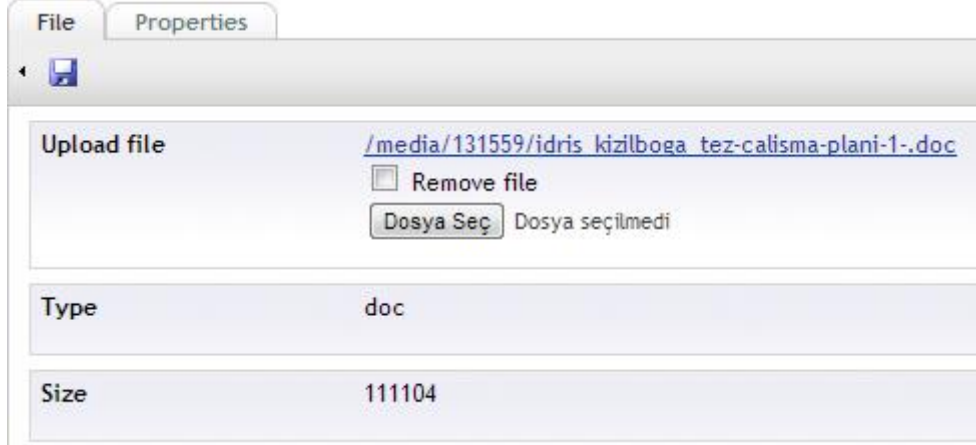 File Properties
Upload file /media/131559/idris_kizilboga_tez-calisma-plani-1-.doc
Remove file
Dosya Seç Dosya seçilmedi
Type doc
Size 111104